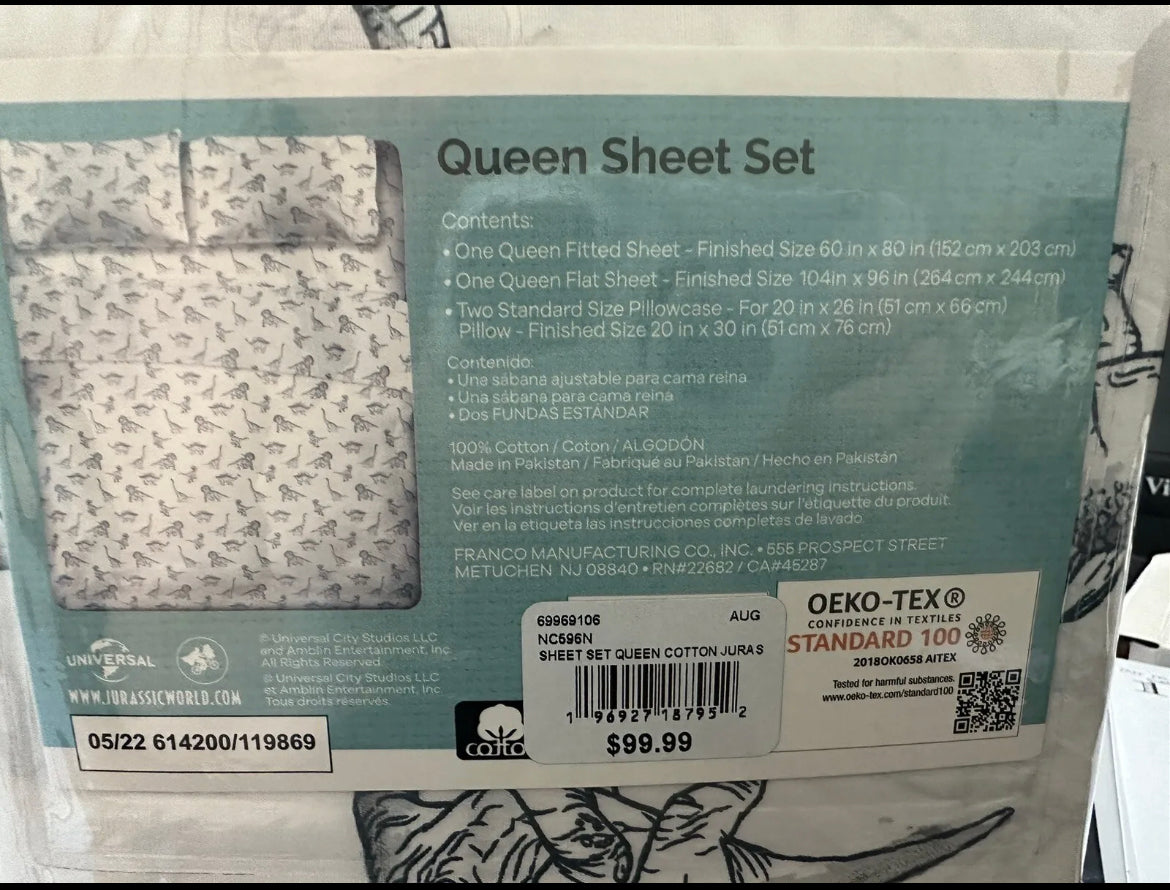 Queen Sheet Set
Contents:
• One Queen Fitted Sheet - Finished Size 60 in x 80 in (152 cm x 203 cm)
• One Queen Flat Sheet - Finished Size 104in x 96 in (264 cm x 244cm)
• Two Standard Size Pillowcase - For 20 in x 26 in (51 cm x 66 cm)
Pillow - Finished Size 20 in x 30 in (51 cm x 76 cm)
Contenido:
• Una sábana ajustable para cama reina
• Una sábana para cama reina
• Dos FUNDAS ESTANDAR
100% Cotton / Coton / ALGODÓN
Made in Pakistan / Fabriqué au Pakistan / Hecho en Pakistán
See care label on product for complete laundering instructions.
Voir les instructions d'entretien complètes sur l'étiquette du produit.
Ver en la etiqueta las instrucciones completas de lavado.
FRANCO MANUFACTURING CO., INC. • 555 PROSPECT STREET
METUCHEN NJ 08840 • RN#22682 / CA#45287
UNIVERSAL
WWW.JURASSICWORLD.COM
© Universal City Studios LLC
and Amblin Entertainment, Inc.
All Rights Reserved.
© Universal City Studios LLC
et Amblin Entertainment, Inc.
Tous droits réservés.
05/22 614200/119869
cotto
69969106 AUG
NC596N
SHEET SET QUEEN COTTON JURAS
1 96927 18795 2
$99.99
OEKO-TEX®
CONFIDENCE IN TEXTILES
STANDARD 100
2018OK0658 AITEX
Tested for harmful substances.
www.oeko-tex.com/standard100
Vi